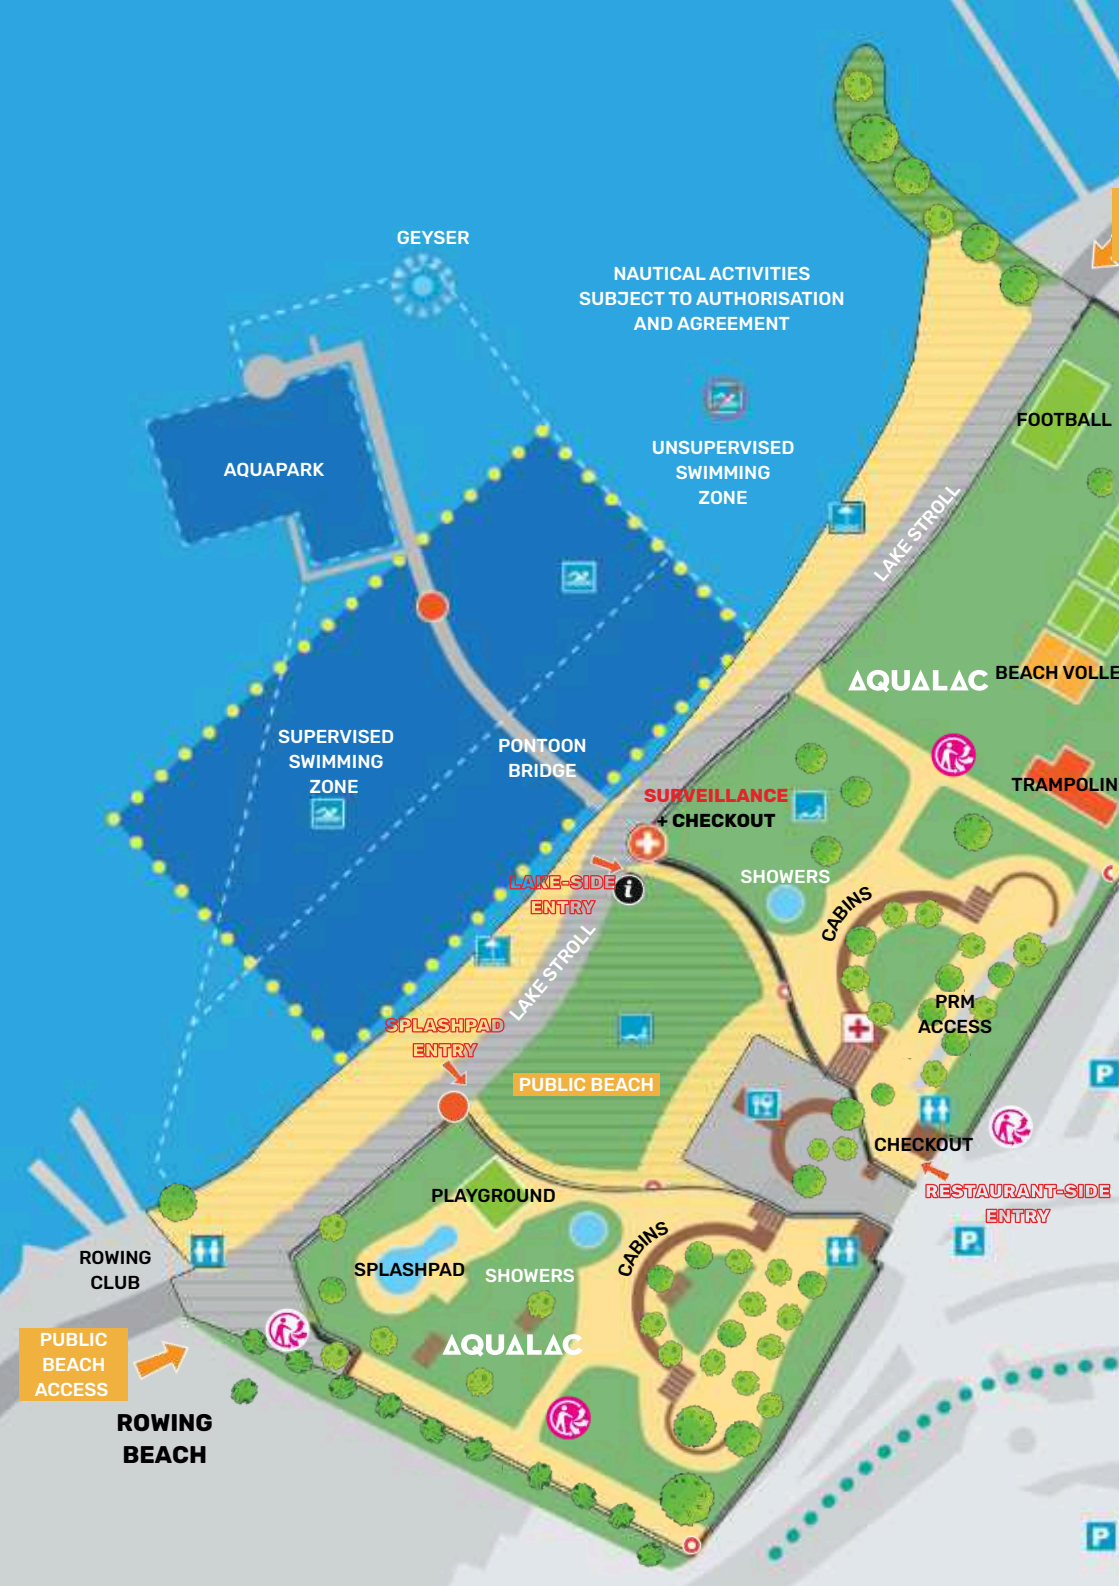 GEYSER
NAUTICAL ACTIVITIES
SUBJECT TO AUTHORISATION
AND AGREEMENT
UNSUPERVISED
SWIMMING
ZONE
FOOTBALL
AQUAPARK
LAKE STROLL
AQUALAC
BEACH VOLLE
SUPERVISED
SWIMMING
ZONE
PONTOON
BRIDGE
TRAMPOLIN
SURVEILLANCE
+ CHECKOUT
LAKE-SIDE
ENTRY
i
SHOWERS
CABINS
LAKE STROLL
PRM
ACCESS
SPLASHPAD
ENTRY
PUBLIC BEACH
P
CHECKOUT
RESTAURANT-SIDE
ENTRY
PLAYGROUND
P
ROWING
CLUB
SPLASHPAD
SHOWERS
CABINS
PUBLIC
BEACH
ACCESS
AQUALAC
ROWING
BEACH
P